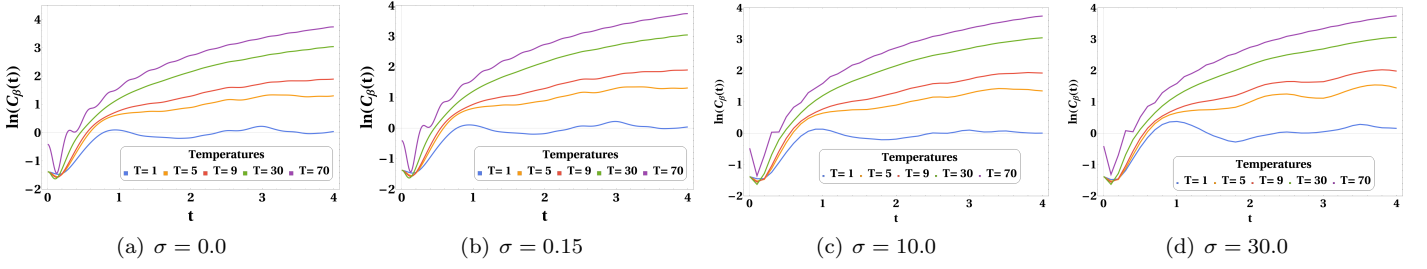 ln(Cβ(t))
4
3
2
1
0
−1
−2
0
1
2
3
4
t
Temperatures
T= 1 T= 5 T= 9 T= 30 T= 70
(a) σ = 0.0
ln(Cβ(t))
4
3
2
1
0
−1
−2
0
1
2
3
4
t
Temperatures
T= 1 T= 5 T= 9 T= 30 T= 70
(b) σ = 0.15
ln(Cβ(t))
4
3
2
1
0
−1
−2
0
1
2
3
4
t
Temperatures
T= 1 T= 5 T= 9 T= 30 T= 70
(c) σ = 10.0
ln(Cβ(t))
4
3
2
1
0
−1
−2
0
1
2
3
4
t
Temperatures
T= 1 T= 5 T= 9 T= 30 T= 70
(d) σ = 30.0